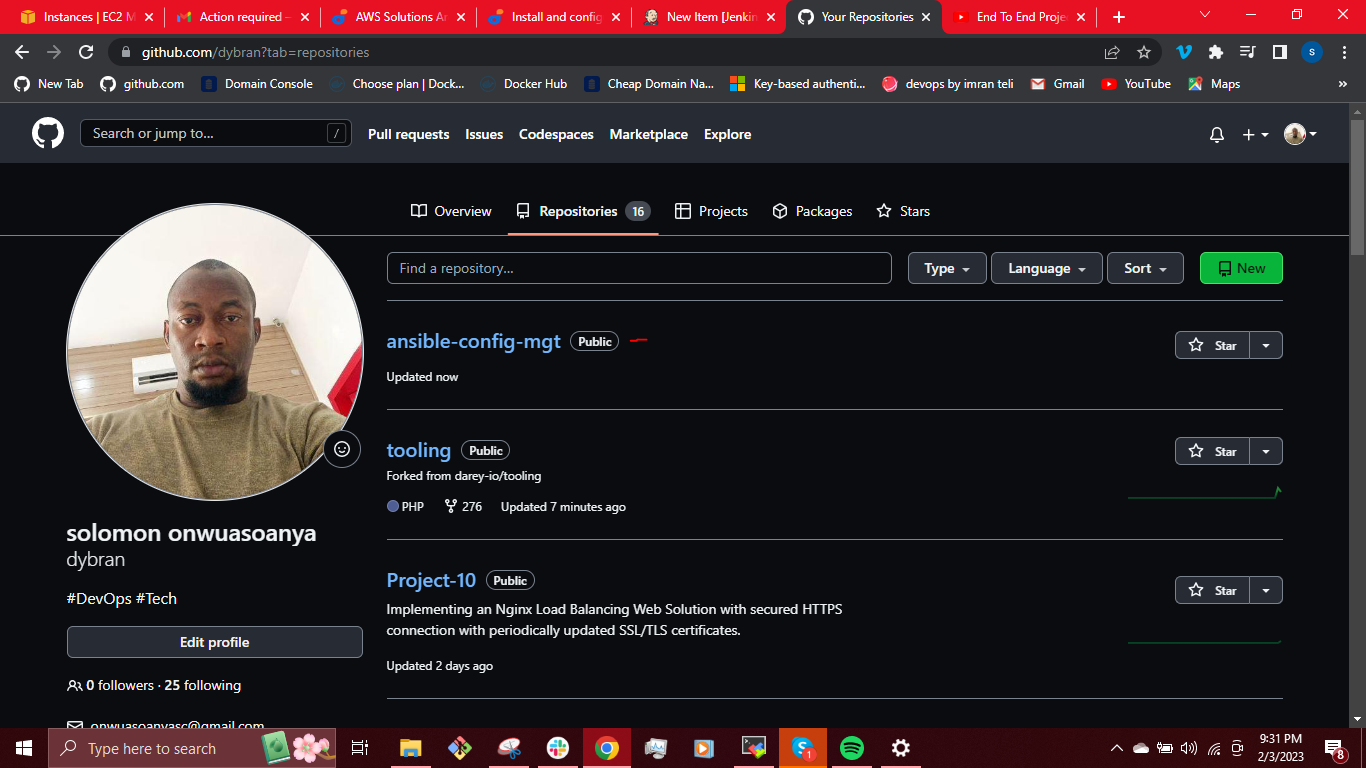 Instances | EC2 M
Action required –
AWS Solutions Ar
Install and config
New Item [Jenkin
Your Repositories
End To End Proje
github.com/dybran?tab=repositories
S
New Tab
github.com
Domain Console
Choose plan | Dock...
Docker Hub
Cheap Domain Na...
Key-based authenti...
devops by imran teli
Gmail
YouTube
Maps
»
Search or jump to...
/
Pull requests
Issues
Codespaces
Marketplace
Explore
Overview
Repositories 16
Projects
Packages
Stars
Find a repository...
Type
Language
Sort
New
ansible-config-mgt Public
Star
Updated now
tooling Public
Star
Forked from darey-io/tooling
PHP 276 Updated 7 minutes ago
Project-10 Public
Star
Implementing an Nginx Load Balancing Web Solution with secured HTTPS
connection with periodically updated SSL/TLS certificates.
Updated 2 days ago
solomon onwuasoanya
dybran
#DevOps #Tech
Edit profile
0 followers · 25 following
onwuasoanyasc@gmail.com
Type here to search
1
9:31 PM
2/3/2023
8